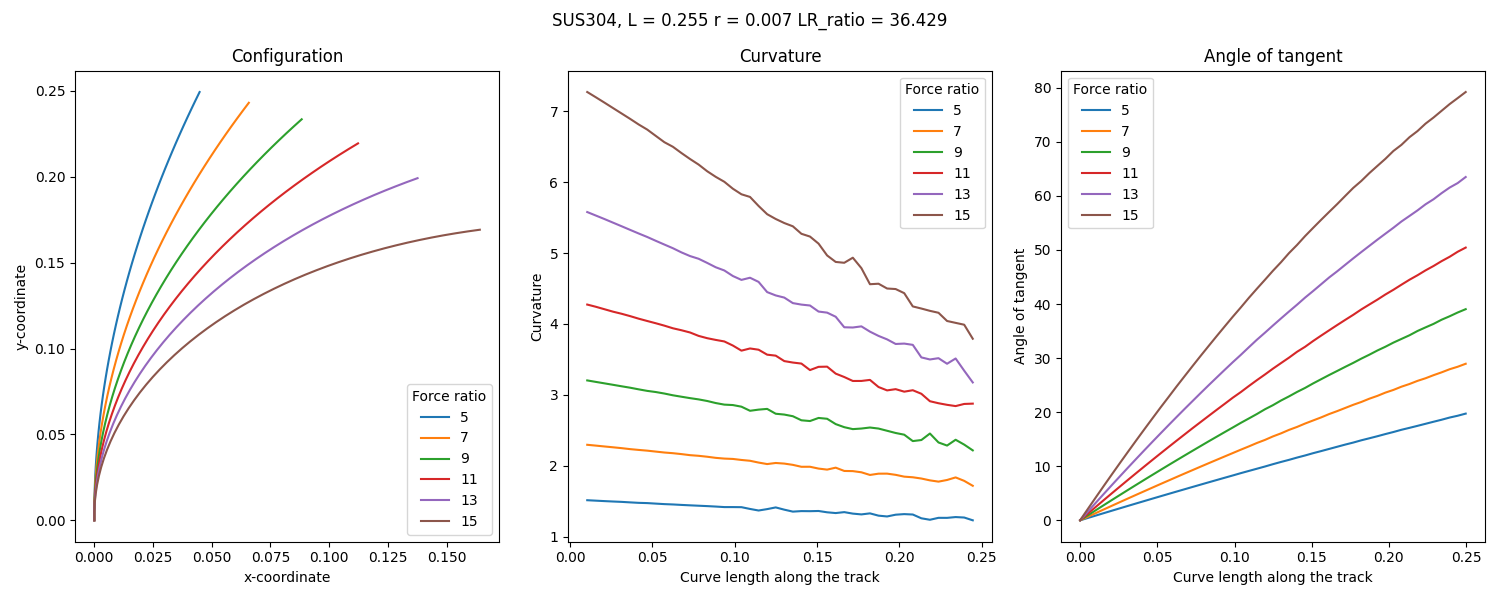 SUS304, L = 0.255 r = 0.007 LR_ratio = 36.429
Configuration
y-coordinate
0.25
0.20
0.15
0.10
0.05
0.00
0.000 0.025 0.050 0.075 0.100 0.125 0.150
x-coordinate
Force ratio
5
7
9
11
13
15
Curvature
Curvature
7
6
5
4
3
2
1
0.00 0.05 0.10 0.15 0.20 0.25
Curve length along the track
Force ratio
5
7
9
11
13
15
Angle of tangent
Angle of tangent
80
70
60
50
40
30
20
10
0
0.00 0.05 0.10 0.15 0.20 0.25
Curve length along the track
Force ratio
5
7
9
11
13
15